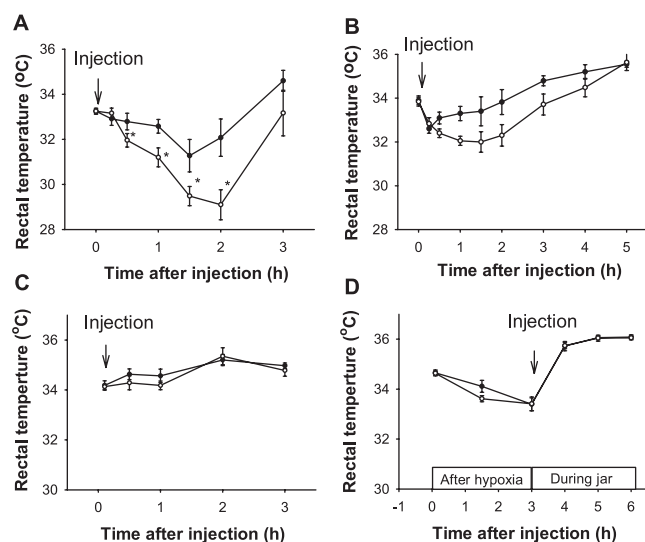 A
Injection
Rectal temperature (°C)
36
34
32
30
28
*
*
*
*
0
1
2
3
Time after injection (h)
B
Injection
Rectal temperature (°C)
36
34
32
30
28
0
1
2
3
4
5
Time after injection (h)
C
Injection
Rectal temperture (°C)
36
34
32
30
0
1
2
3
Time after injection (h)
D
Injection
Rectal temperture (°C)
36
34
32
30
After hypoxia
During jar
-1
0
1
2
3
4
5
6
Time after injection (h)